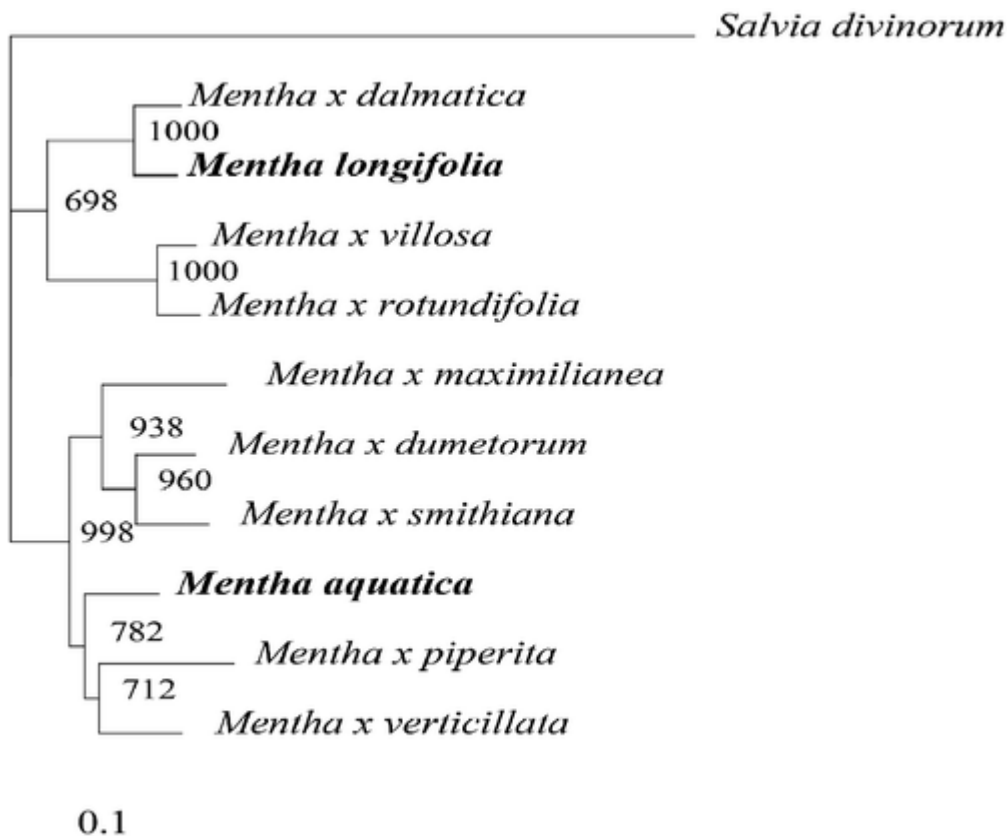 Salvia divinorum
Mentha x dalmatica
1000
Mentha longifolia
698
Mentha x villosa
1000
Mentha x rotundifolia
Mentha x maximilianea
938
Mentha x dumetorum
960
Mentha x smithiana
998
Mentha aquatica
782
Mentha x piperita
712
Mentha x verticillata
0.1